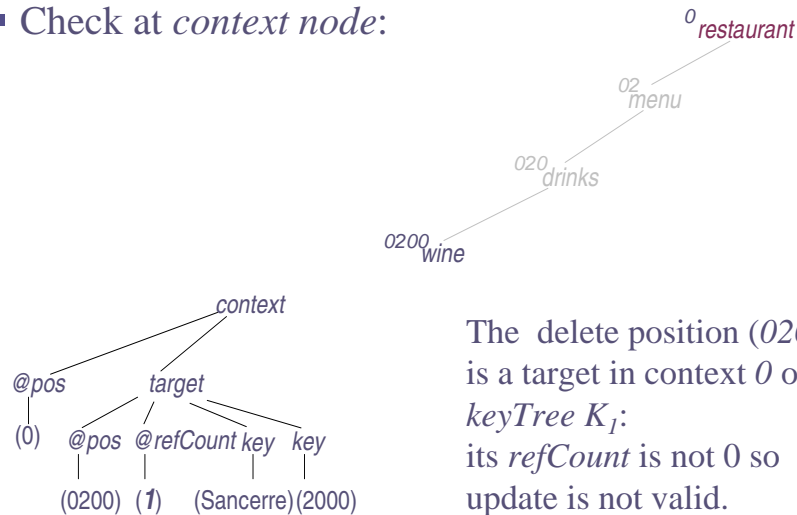 Check at context node:
0 restaurant
02 menu
020 drinks
0200 wine
context
@pos target
(0) @pos @refCount key key
(0200) (1) (Sancerre) (2000)
The delete position
is a target in context 0
keyTree K1:
its refCount is not 0 so
update is not valid.